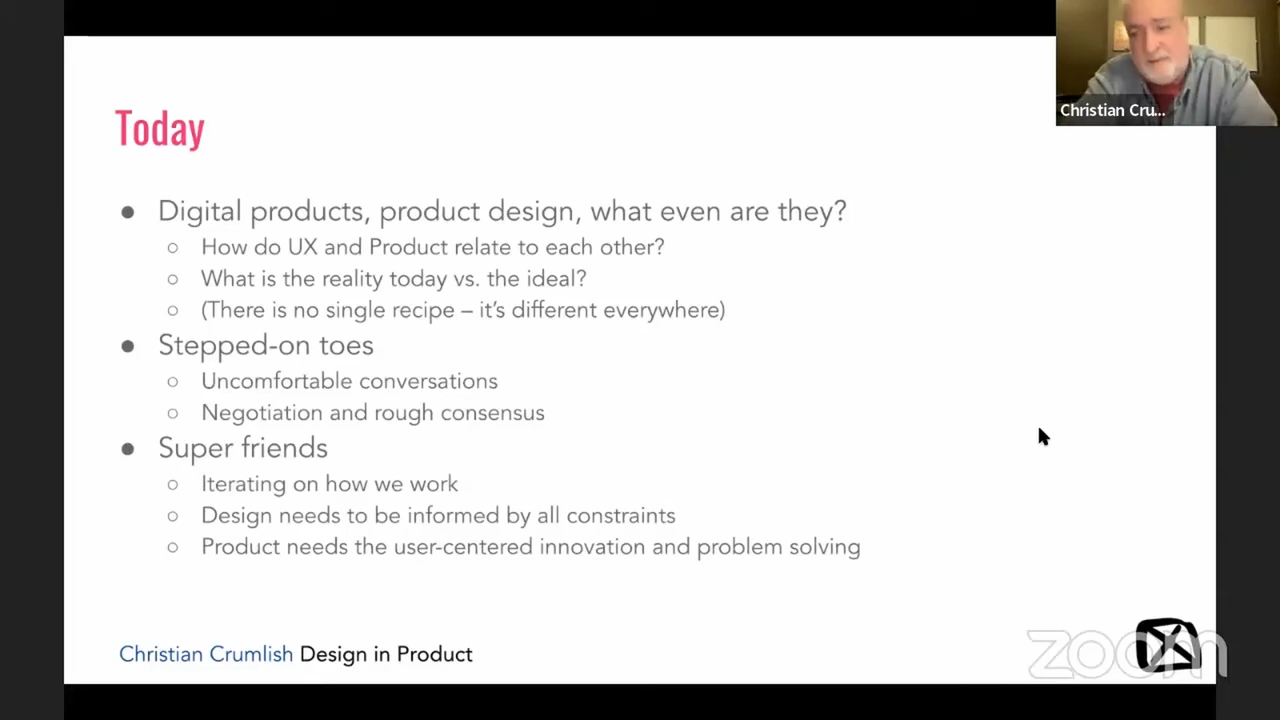 Christian Cru...
Today
● Digital products, product design, what even are they?
○ How do UX and Product relate to each other?
○ What is the reality today vs. the ideal?
○ (There is no single recipe – it’s different everywhere)
● Stepped-on toes
○ Uncomfortable conversations
○ Negotiation and rough consensus
● Super friends
○ Iterating on how we work
○ Design needs to be informed by all constraints
○ Product needs the user-centered innovation and problem solving
Christian Crumlish Design in Product
zoom